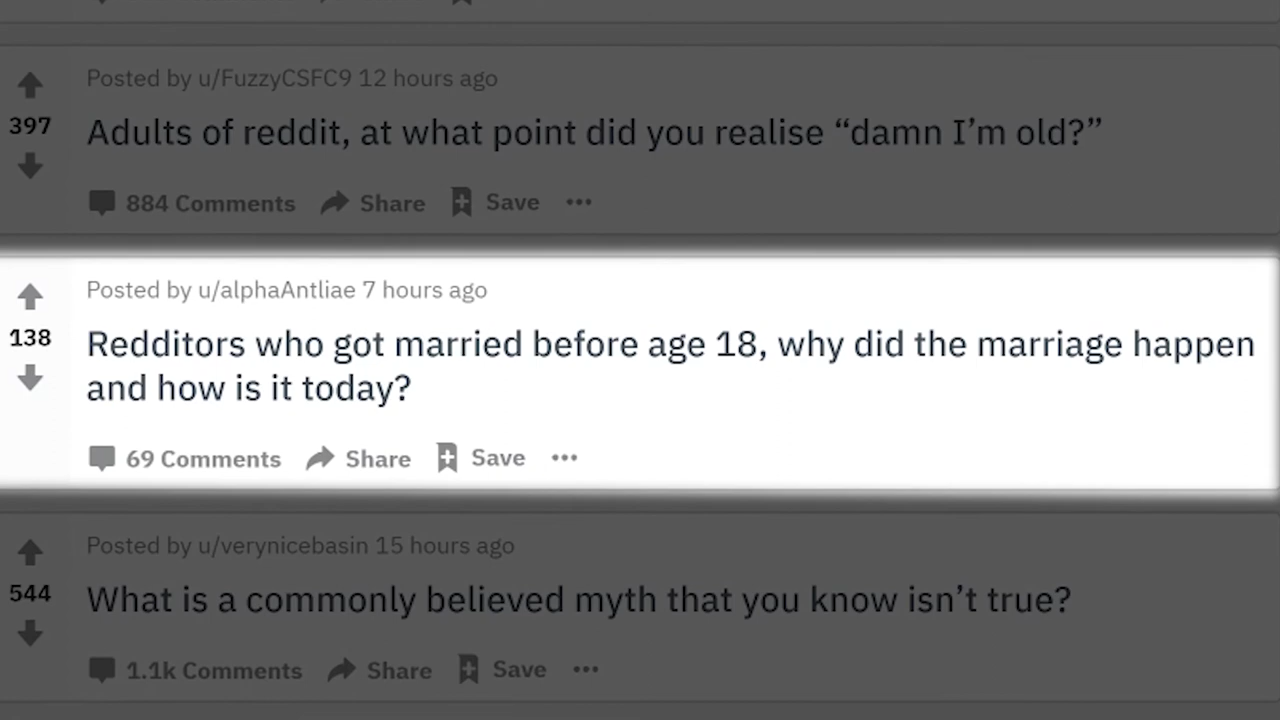 Posted by u/FuzzyCSFC9 12 hours ago
397
Adults of reddit, at what point did you realise “damn I’m old?”
884 Comments Share Save
Posted by u/alphaAntliae 7 hours ago
138
Redditors who got married before age 18, why did the marriage happen
and how is it today?
69 Comments Share Save
Posted by u/verynicebasin 15 hours ago
544
What is a commonly believed myth that you know isn’t true?
1.1k Comments Share Save